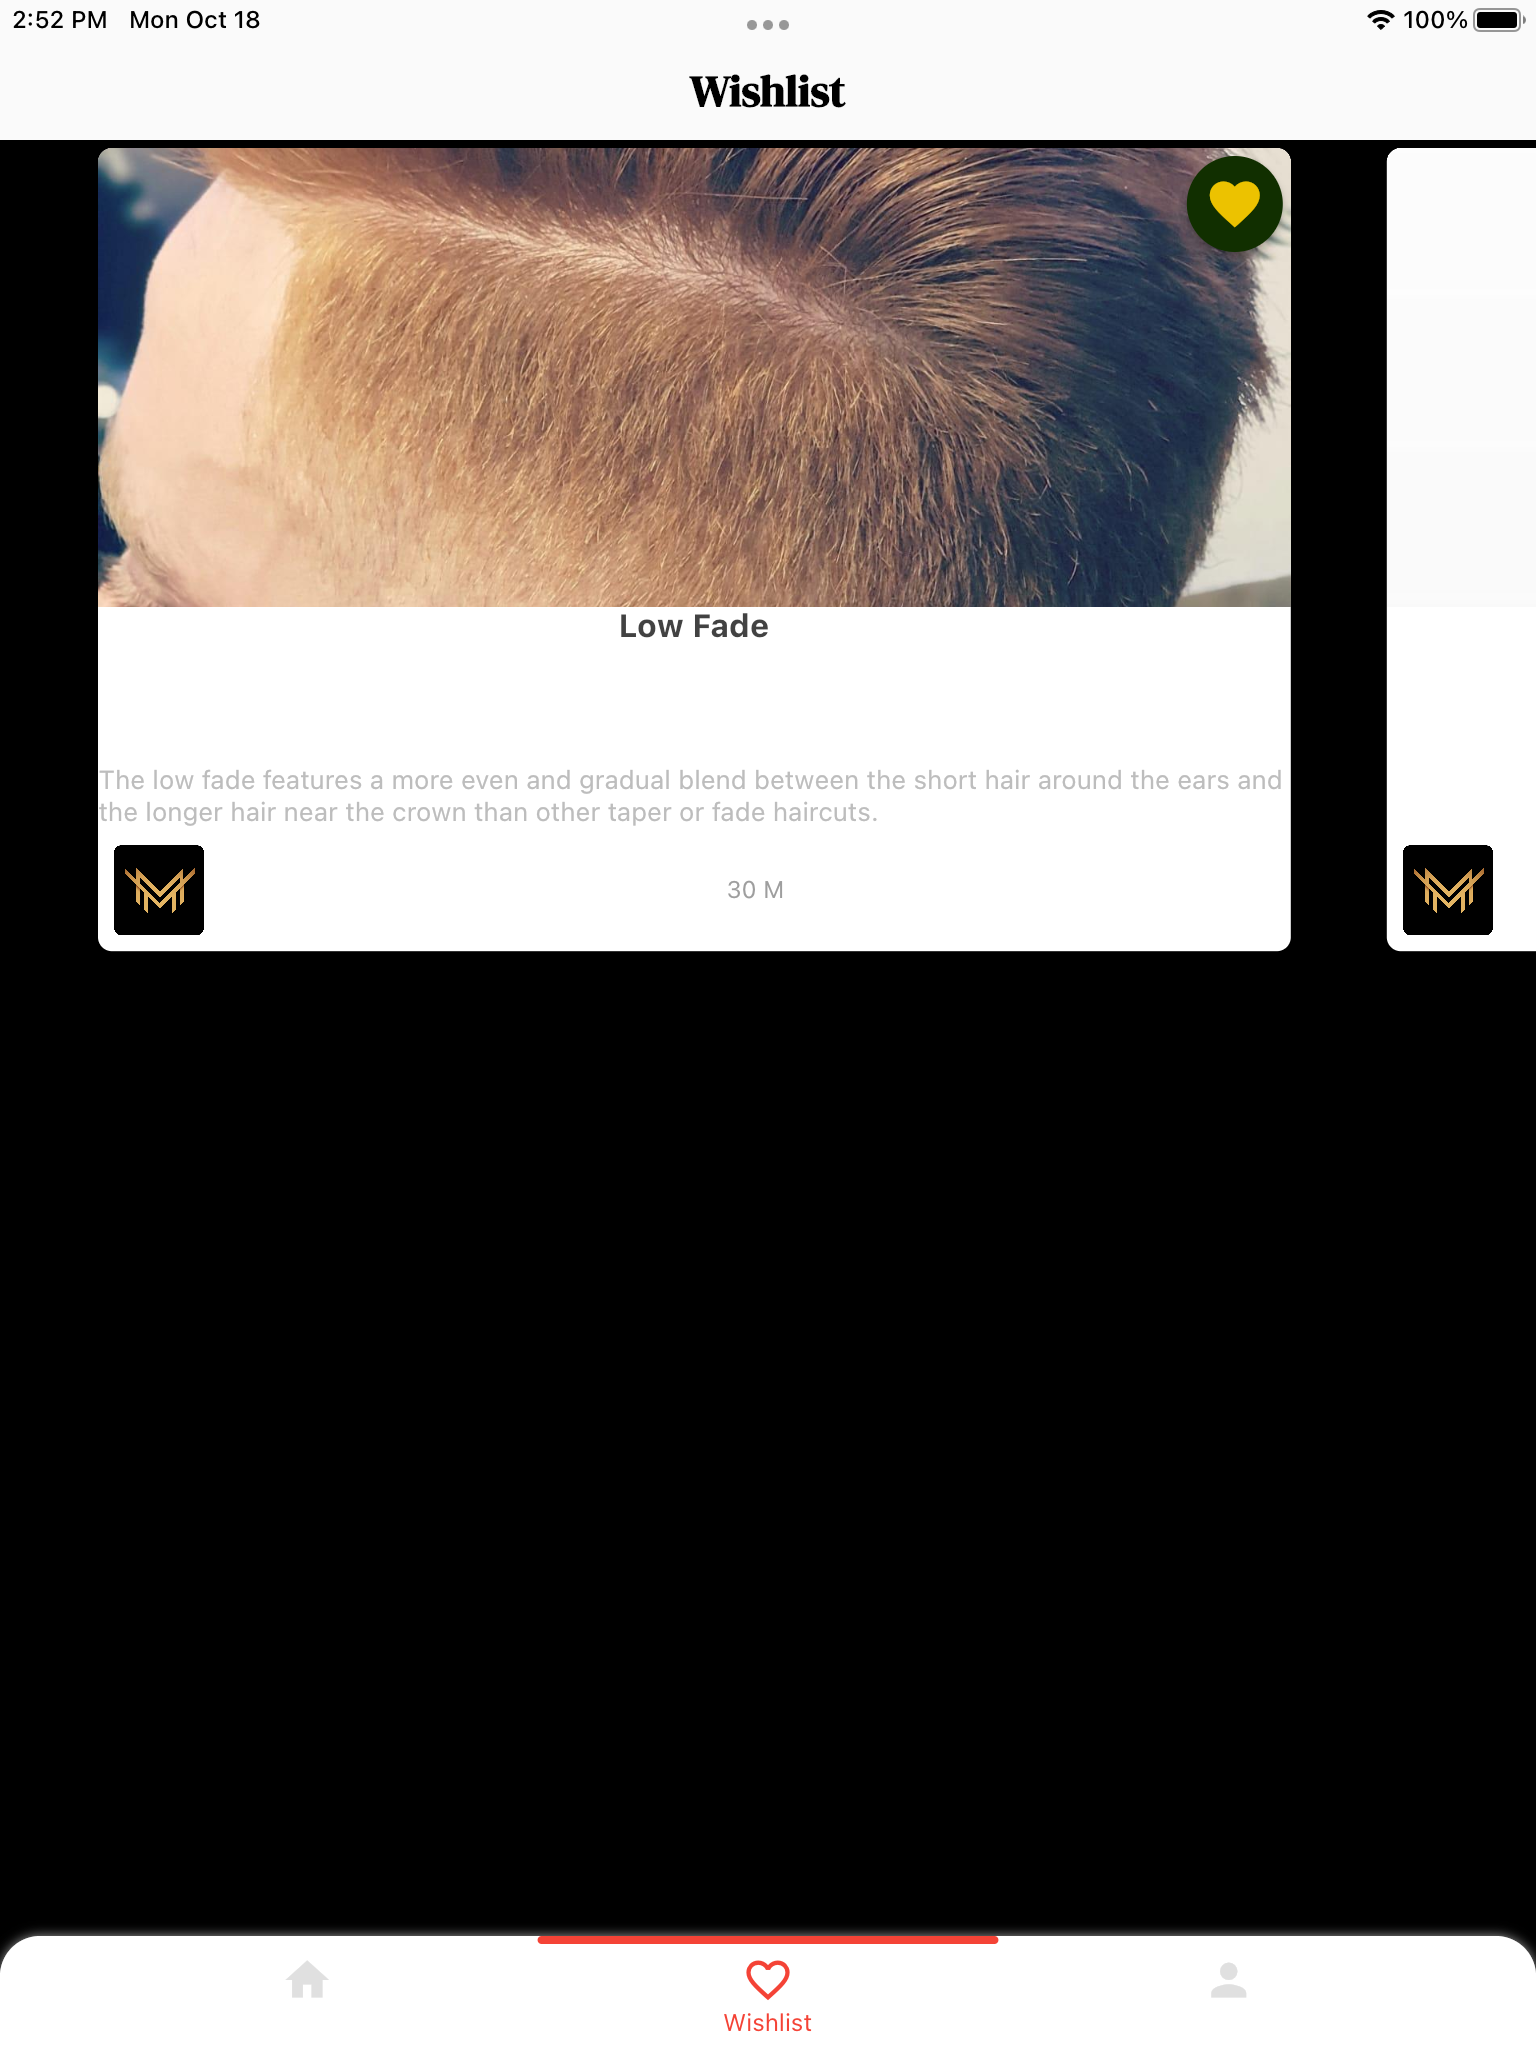 2:52 PM Mon Oct 18
100%
Wishlist
Low Fade
The low fade features a more even and gradual blend between the short hair around the ears and
the longer hair near the crown than other taper or fade haircuts.
30 M
Wishlist